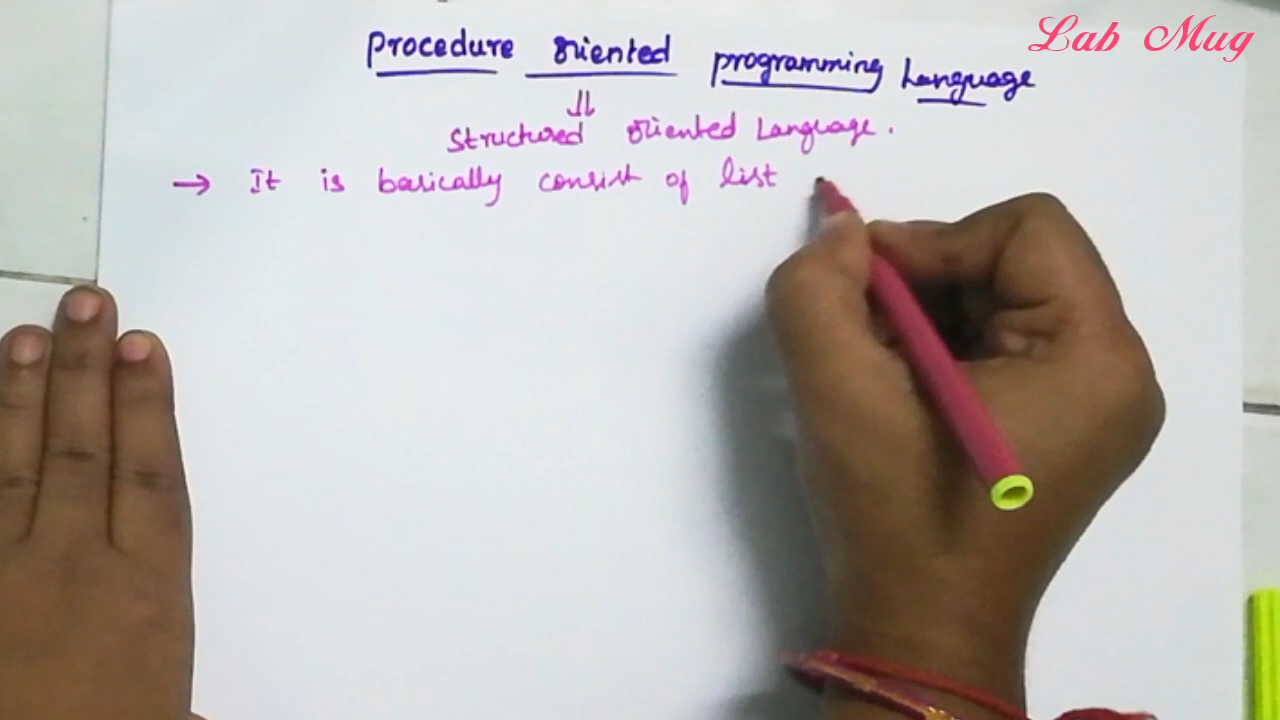 Lab Mug
Procedure oriented programming Language
Structured oriented Language.
→ It is basically consist of list